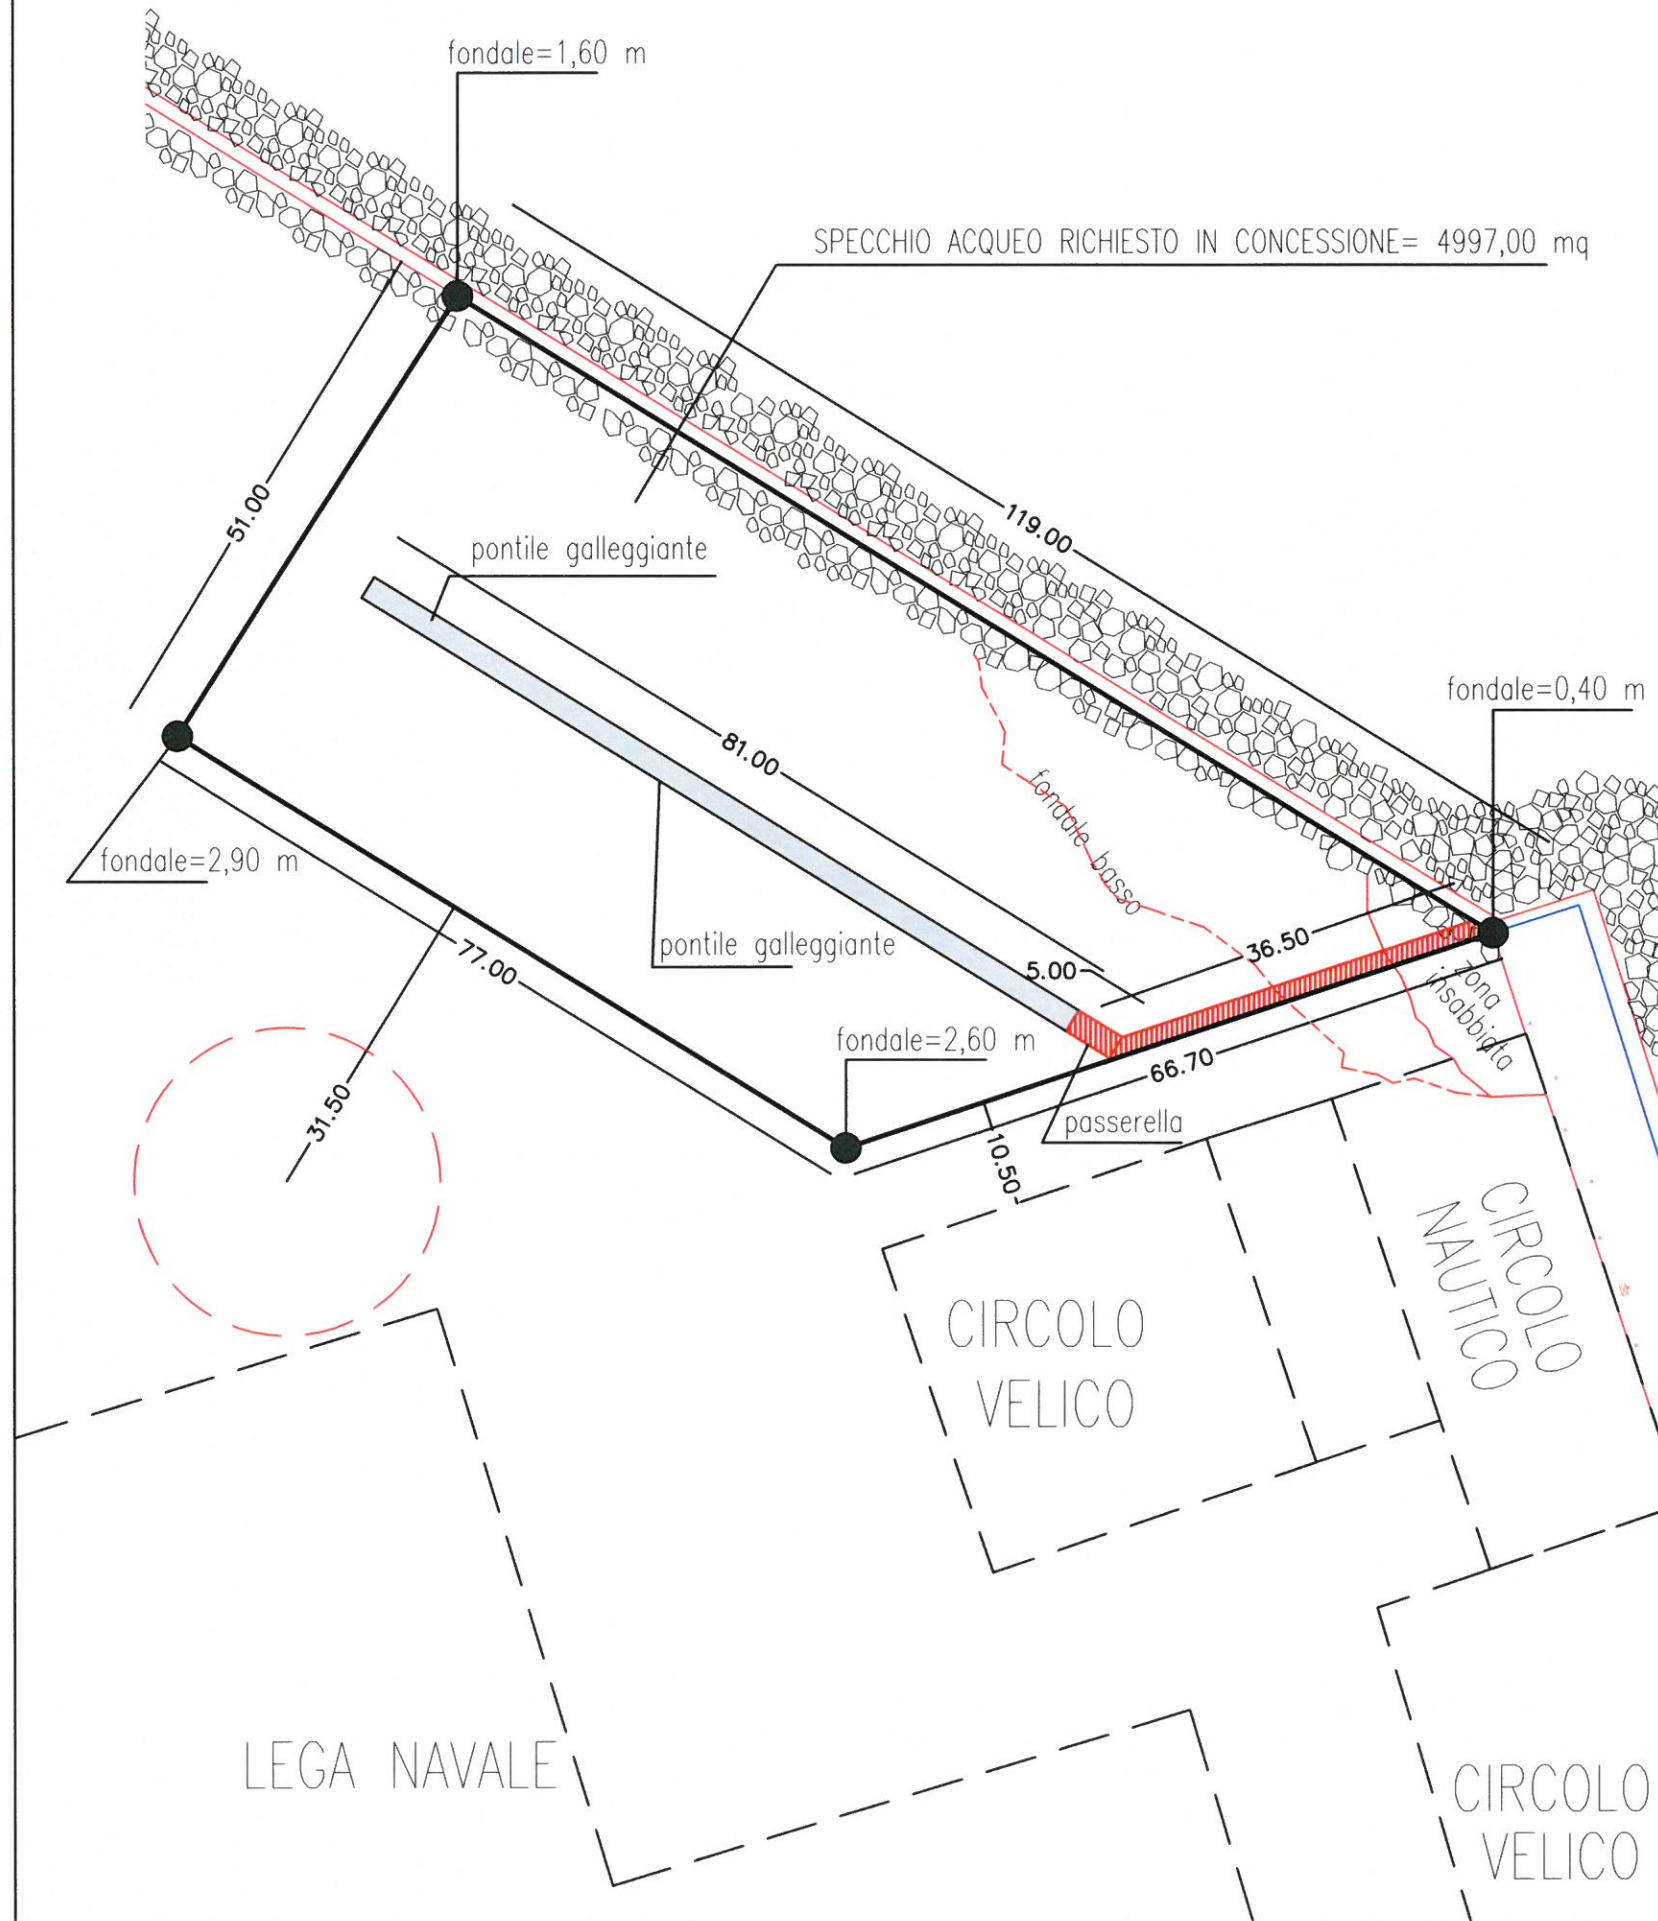 fondale=1,60 m
SPECCHIO ACQUEO RICHIESTO IN CONCESSIONE= 4997,00 mq
51.00
119.00
pontile galleggiante
fondale=0,40 m
81.00
fondale basso
fondale=2,90 m
pontile galleggiante
77.00
36.50
5.00
zona
insabbiata
fondale=2,60 m
66.70
31.50
passerella
10.50
CIRCOLO
NAUTICO
CIRCOLO
VELICO
LEGA NAVALE
CIRCOLO
VELICO